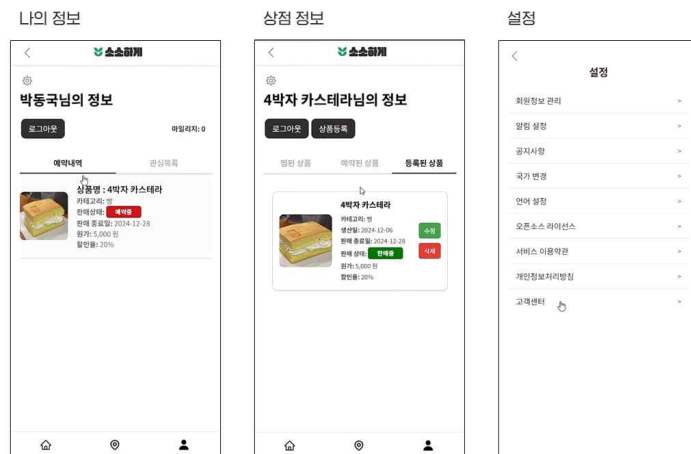 나의 정보
소소하게
박동국님의 정보
로그아웃
마일리지: 0
예약내역
관심목록
상품명 : 4박자 카스테라
카테고리: 빵
판매상태: 예약중
판매 종료일: 2024-12-28
원가: 5,000 원
할인율: 20%
상점 정보
소소하게
4박자 카스테라님의 정보
로그아웃
상품등록
찜된 상품
예약된 상품
등록된 상품
4박자 카스테라
카테고리: 빵
생산일: 2024-12-06
판매 종료일: 2024-12-28
판매 상태: 판매중
원가: 5,000 원
할인율: 20%
수정
삭제
설정
설정
회원정보 관리 >
알림 설정 >
공지사항 >
국가 변경 >
언어 설정 >
오픈소스 라이선스 >
서비스 이용약관 >
개인정보처리방침 >
고객센터 >